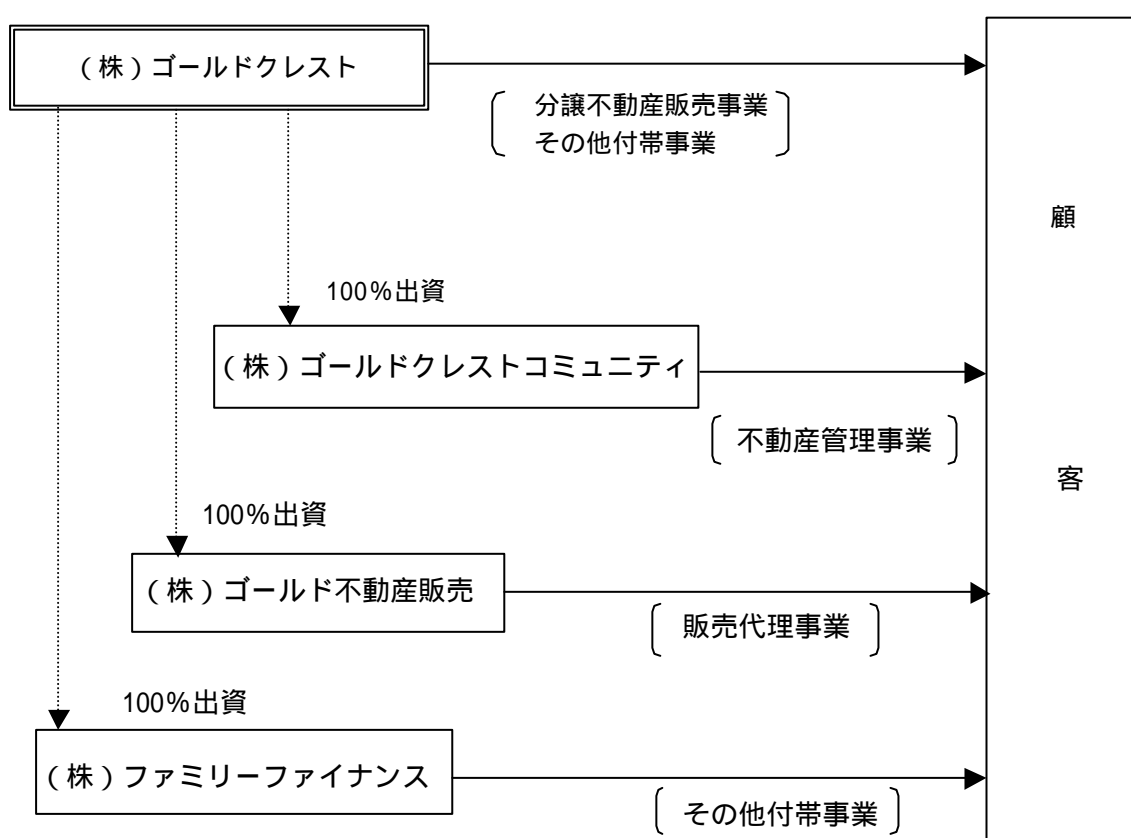 （株）ゴールドクレスト
分譲不動産販売事業
その他付帯事業
顧
客
100％出資
（株）ゴールドクレストコミュニティ
不動産管理事業
100％出資
（株）ゴールド不動産販売
販売代理事業
100％出資
（株）ファミリーファイナンス
その他付帯事業